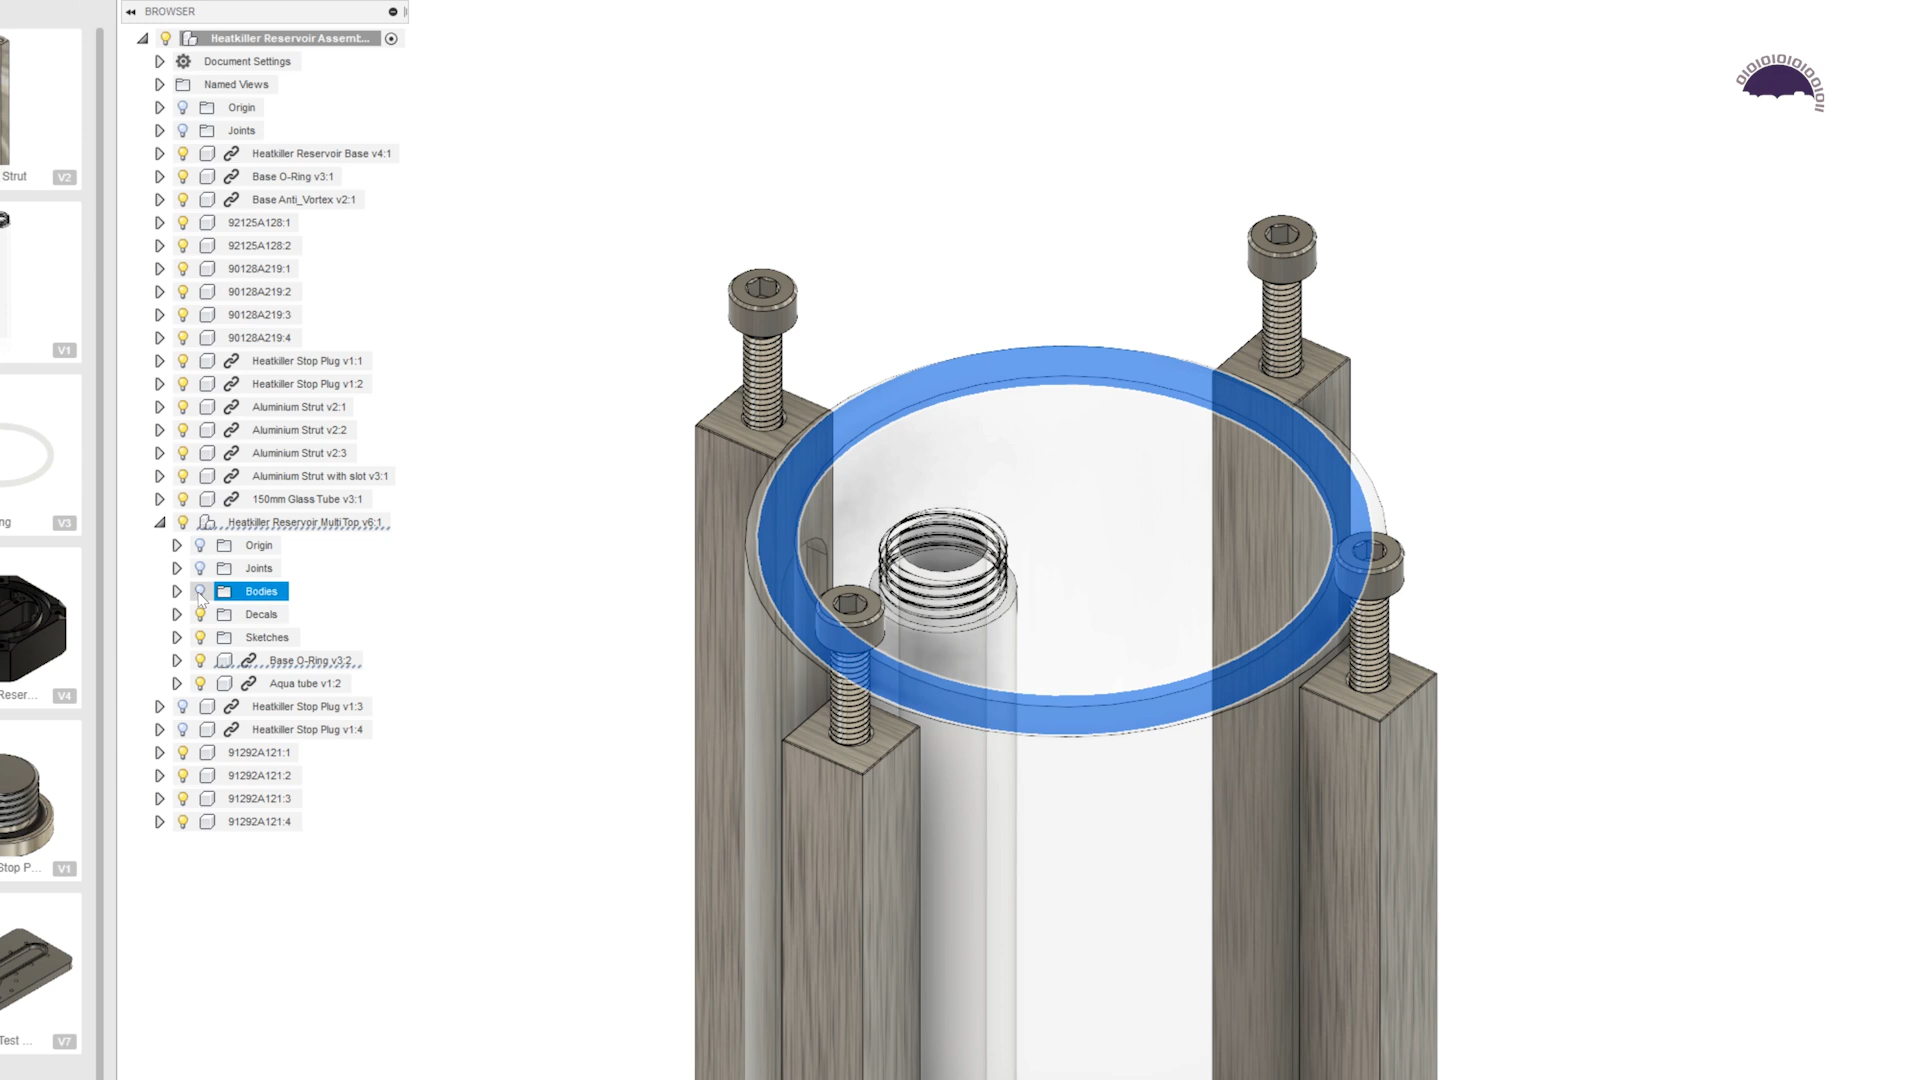 BROWSER
Heatkiller Reservoir Assembl...
Document Settings
Named Views
Origin
Joints
Heatkiller Reservoir Base v4:1
Base O-Ring v3:1
Base Anti_Vortex v2:1
92125A128:1
92125A128:2
90128A219:1
90128A219:2
90128A219:3
90128A219:4
Heatkiller Stop Plug v1:1
Heatkiller Stop Plug v1:2
Aluminium Strut v2:1
Aluminium Strut v2:2
Aluminium Strut v2:3
Aluminium Strut with slot v3:1
150mm Glass Tube v3:1
Heatkiller Reservoir MultiTop v6:1
Origin
Joints
Bodies
Decals
Sketches
Base O-Ring v3:2
Aqua tube v1:2
Heatkiller Stop Plug v1:3
Heatkiller Stop Plug v1:4
91292A121:1
91292A121:2
91292A121:3
91292A121:4
Strut V2
V1
ng V3
Reser... V4
Stop P... V1
Test ... V7